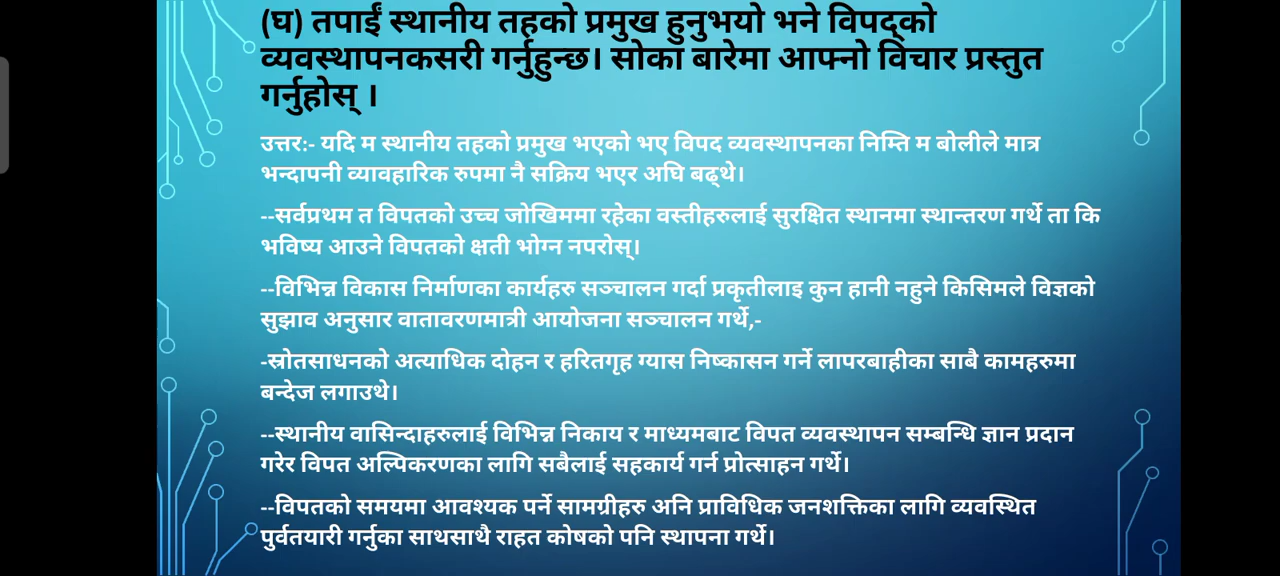 (घ) तपाईं स्थानीय तहको प्रमुख हुनुभयो भने विपद्को
व्यवस्थापनकसरी गर्नुहुन्छ। सोका बारेमा आफ्नो विचार प्रस्तुत
गर्नुहोस् ।
उत्तर:- यदि म स्थानीय तहको प्रमुख भएको भए विपद व्यवस्थापनका निम्ति म बोलीले मात्र
भन्दापनी व्यावहारिक रुपमा नै सक्रिय भएर अघि बढ्थे।
--सर्वप्रथम त विपतको उच्च जोखिममा रहेका वस्तीहरुलाई सुरक्षित स्थानमा स्थान्तरण गर्थे ता कि
भविष्य आउने विपतको क्षती भोग्न नपरोस्।
--विभिन्न विकास निर्माणका कार्यहरु सञ्चालन गर्दा प्रकृतीलाइ कुन हानी नहुने किसिमले विज्ञको
सुझाव अनुसार वातावरणमात्री आयोजना सञ्चालन गर्थे,-
-स्रोतसाधनको अत्याधिक दोहन र हरितगृह ग्यास निष्कासन गर्ने लापरबाहीका साबै कामहरुमा
बन्देज लगाउथे।
--स्थानीय वासिन्दाहरुलाई विभिन्न निकाय र माध्यमबाट विपत व्यवस्थापन सम्बन्धि ज्ञान प्रदान
गरेर विपत अल्पिकरणका लागि सबैलाई सहकार्य गर्न प्रोत्साहन गर्थे।
--विपतको समयमा आवश्यक पर्ने सामग्रीहरु अनि प्राविधिक जनशक्तिका लागि व्यवस्थित
पुर्वतयारी गर्नुका साथसाथै राहत कोषको पनि स्थापना गर्थे।